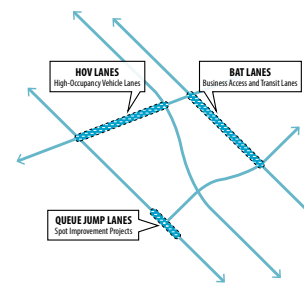 HOV LANES
High-Occupancy Vehicle Lanes
BAT LANES
Business Access and Transit Lanes
QUEUE JUMP LANES
Spot Improvement Projects